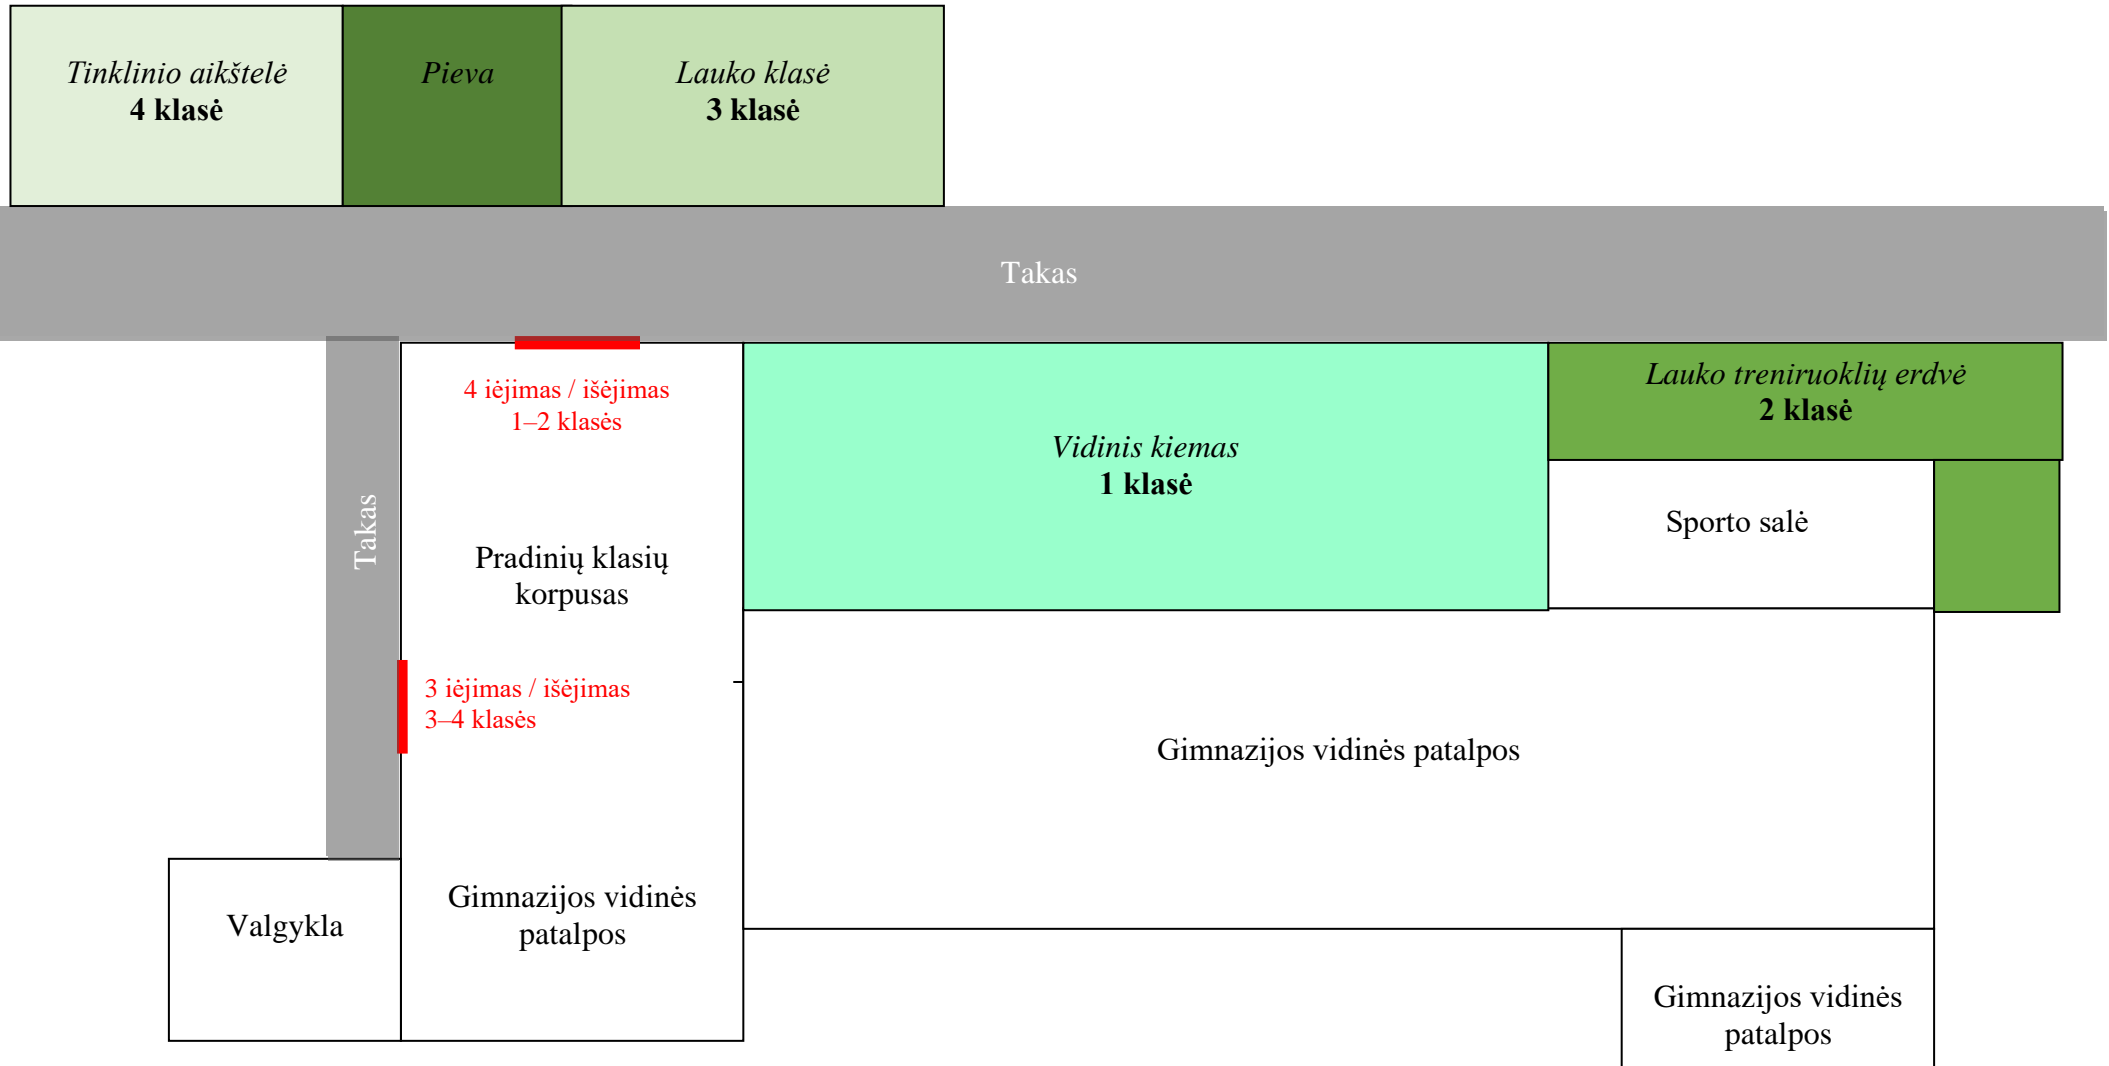 Tinklinio aikštelė
4 klasė
Pieva
Lauko klasė
3 klasė
Takas
4 iėjimas / išėjimas
1–2 klasės
Lauko treniruoklių erdvė
2 klasė
Vidinis kiemas
1 klasė
Takas
Sporto salė
Pradinių klasių
korpusas
3 iėjimas / išėjimas
3–4 klasės
Gimnazijos vidinės patalpos
Valgykla
Gimnazijos vidinės
patalpos
Gimnazijos vidinės
patalpos